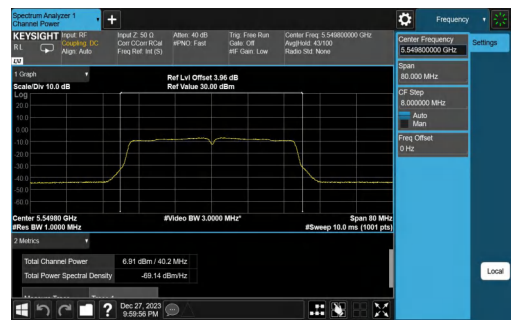 Spectrum Analyzer 1
Channel Power
+
Frequency
KEYSIGHT
RL
Input: RF
Coupling: DC
Align: Auto
Input Z: 50 Ω
Corr CCorr RCal
Freq Ref: Int (S)
Atten: 40 dB
#PNO: Fast
Trig: Free Run
Gate: Off
#IF Gain: Low
Center Freq: 5.549800000 GHz
Avg|Hold: 43/100
Radio Std: None
LW
1 Graph
Scale/Div 10.0 dB
Ref Lvl Offset 3.96 dB
Ref Value 30.00 dBm
Log
20.0
10.0
0.00
-10.0
-20.0
-30.0
-40.0
-50.0
-60.0
Center 5.54980 GHz
#Res BW 1.0000 MHz
#Video BW 3.0000 MHz*
Span 80 MHz
#Sweep 10.0 ms (1001 pts)
2 Metrics
Total Channel Power 6.91 dBm / 40.2 MHz
Total Power Spectral Density -69.14 dBm/Hz
?
Dec 27, 2023
9:59:56 PM
Center Frequency
5.549800000 GHz
Span
80.000 MHz
CF Step
8.000000 MHz
Auto
Man
Freq Offset
0 Hz
Settings
Local